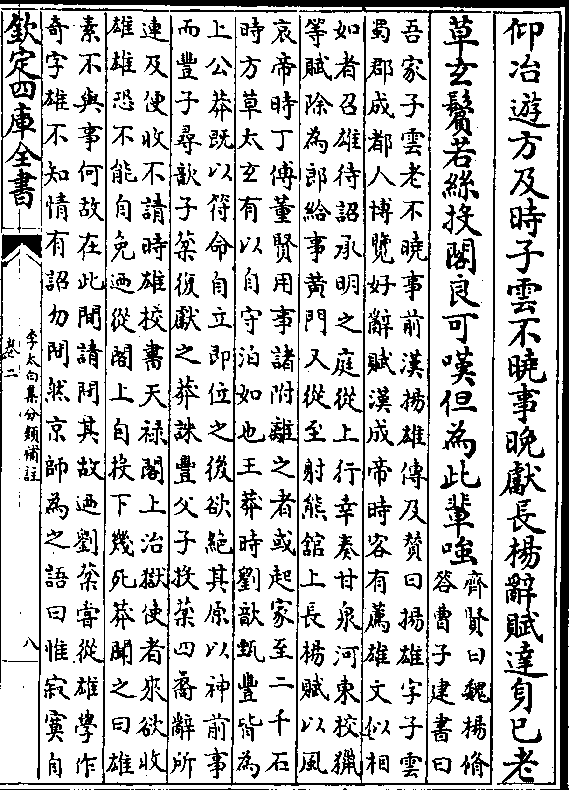 仰冶遊方及時子雲不曉事晚獻長楊辭賦達身已老
草玄鬢若絲投閣良可嘆但為此輩嗤
齊賢曰魏楊脩
荅曹子建書曰
吾家子雲老不曉事前漢揚雄傳及賛曰揚雄字子雲
蜀郡成都人博覽好辭賦漢成帝時客有薦雄文似相
如者召雄待詔承明之庭從上行幸奏甘泉河東校獵
等賦除為郎給事黄門又從至射熊舘上長楊賦以風
哀帝時丁傅董賢用事諸附離之者或起家至二千石
時方草太玄有以自守泊如也王莽時劉歆甄豐皆為
上公莽既以符命自立即位之後欲絶其原以神前事
而豐子尋歆子棻復獻之莽誅豐父子投棻四裔辭所
連及便收不請時雄校書天禄閣上治獄使者來欲收
雄雄恐不能自免迺從閣上自投下幾死莽聞之曰雄
素不與事何故在此間請問其故迺劉棻嘗從雄學作
奇字雄不知情有詔勿問然京師為之語曰惟寂寞自
欽定四庫全書
李太白集分類補註
卷二
八